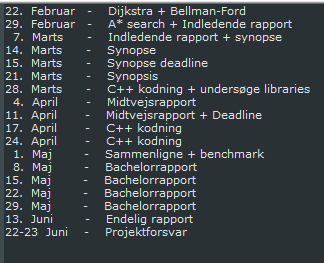 22. Februar - Dijkstra + Bellman-Ford
29. Februar - A* search + Indledende rapport
7. Marts - Indledende rapport + synopse
14. Marts - Synopse
15. Marts - Synopse deadline
21. Marts - Synopsis
28. Marts - C++ kodning + undersøge libraries
4. April - Midtvejsrapport
11. April - Midtvejsrapport + Deadline
17. April - C++ kodning
24. April - C++ kodning
1. Maj - Sammenligne + benchmark
8. Maj - Bachelorrapport
15. Maj - Bachelorrapport
22. Maj - Bachelorrapport
29. Maj - Bachelorrapport
13. Juni - Endelig rapport
22-23 Juni - Projektforsvar